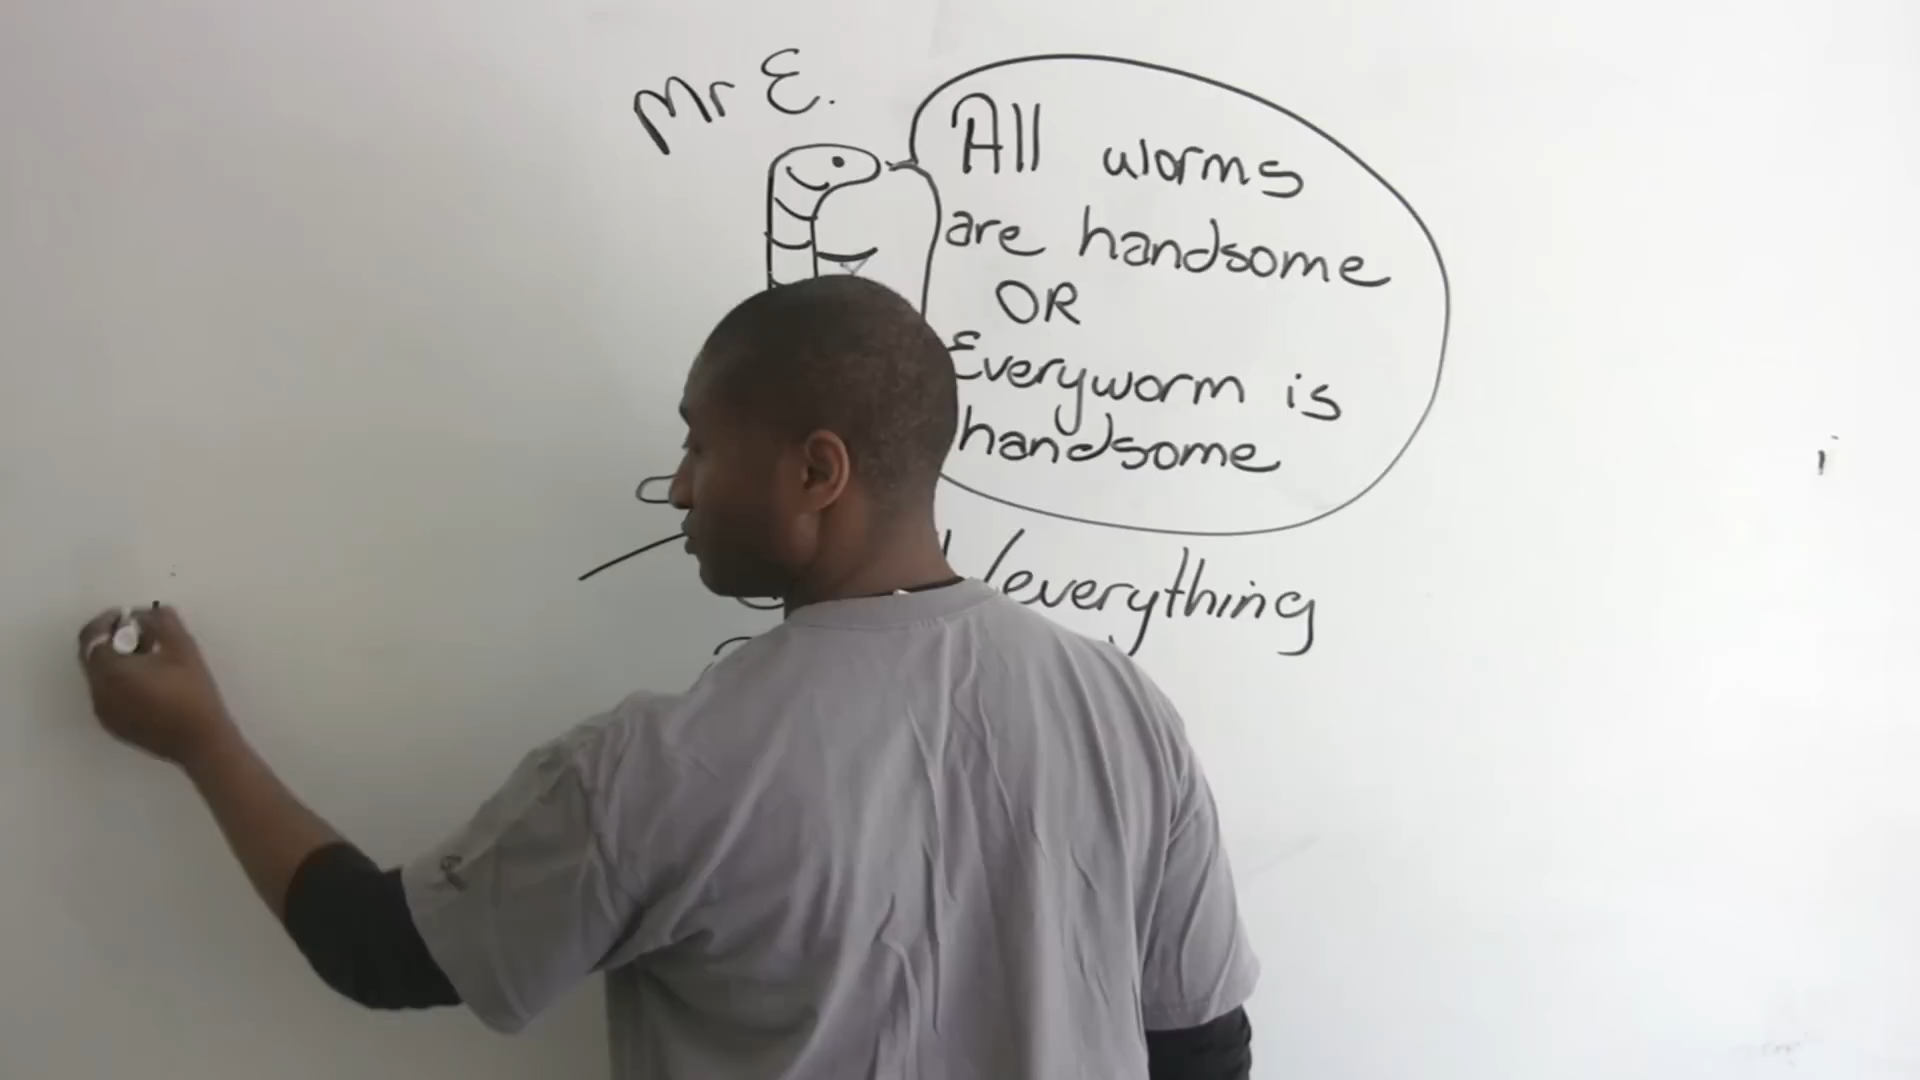 Mr E.
All worms
are handsome
OR
Everyworm is
handsome
/everything